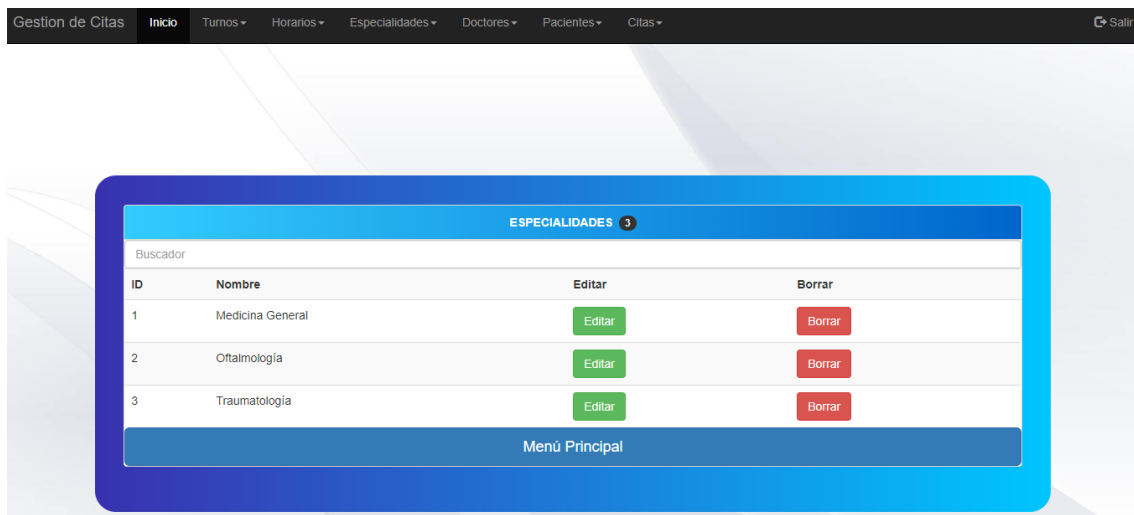 Gestion de Citas Inicio Turnos Horarios Especialidades Doctores Pacientes Citas Salir
ESPECIALIDADES 3
Buscador
ID Nombre Editar Borrar
1 Medicina General Editar Borrar
2 Oftalmología Editar Borrar
3 Traumatología Editar Borrar
Menú Principal